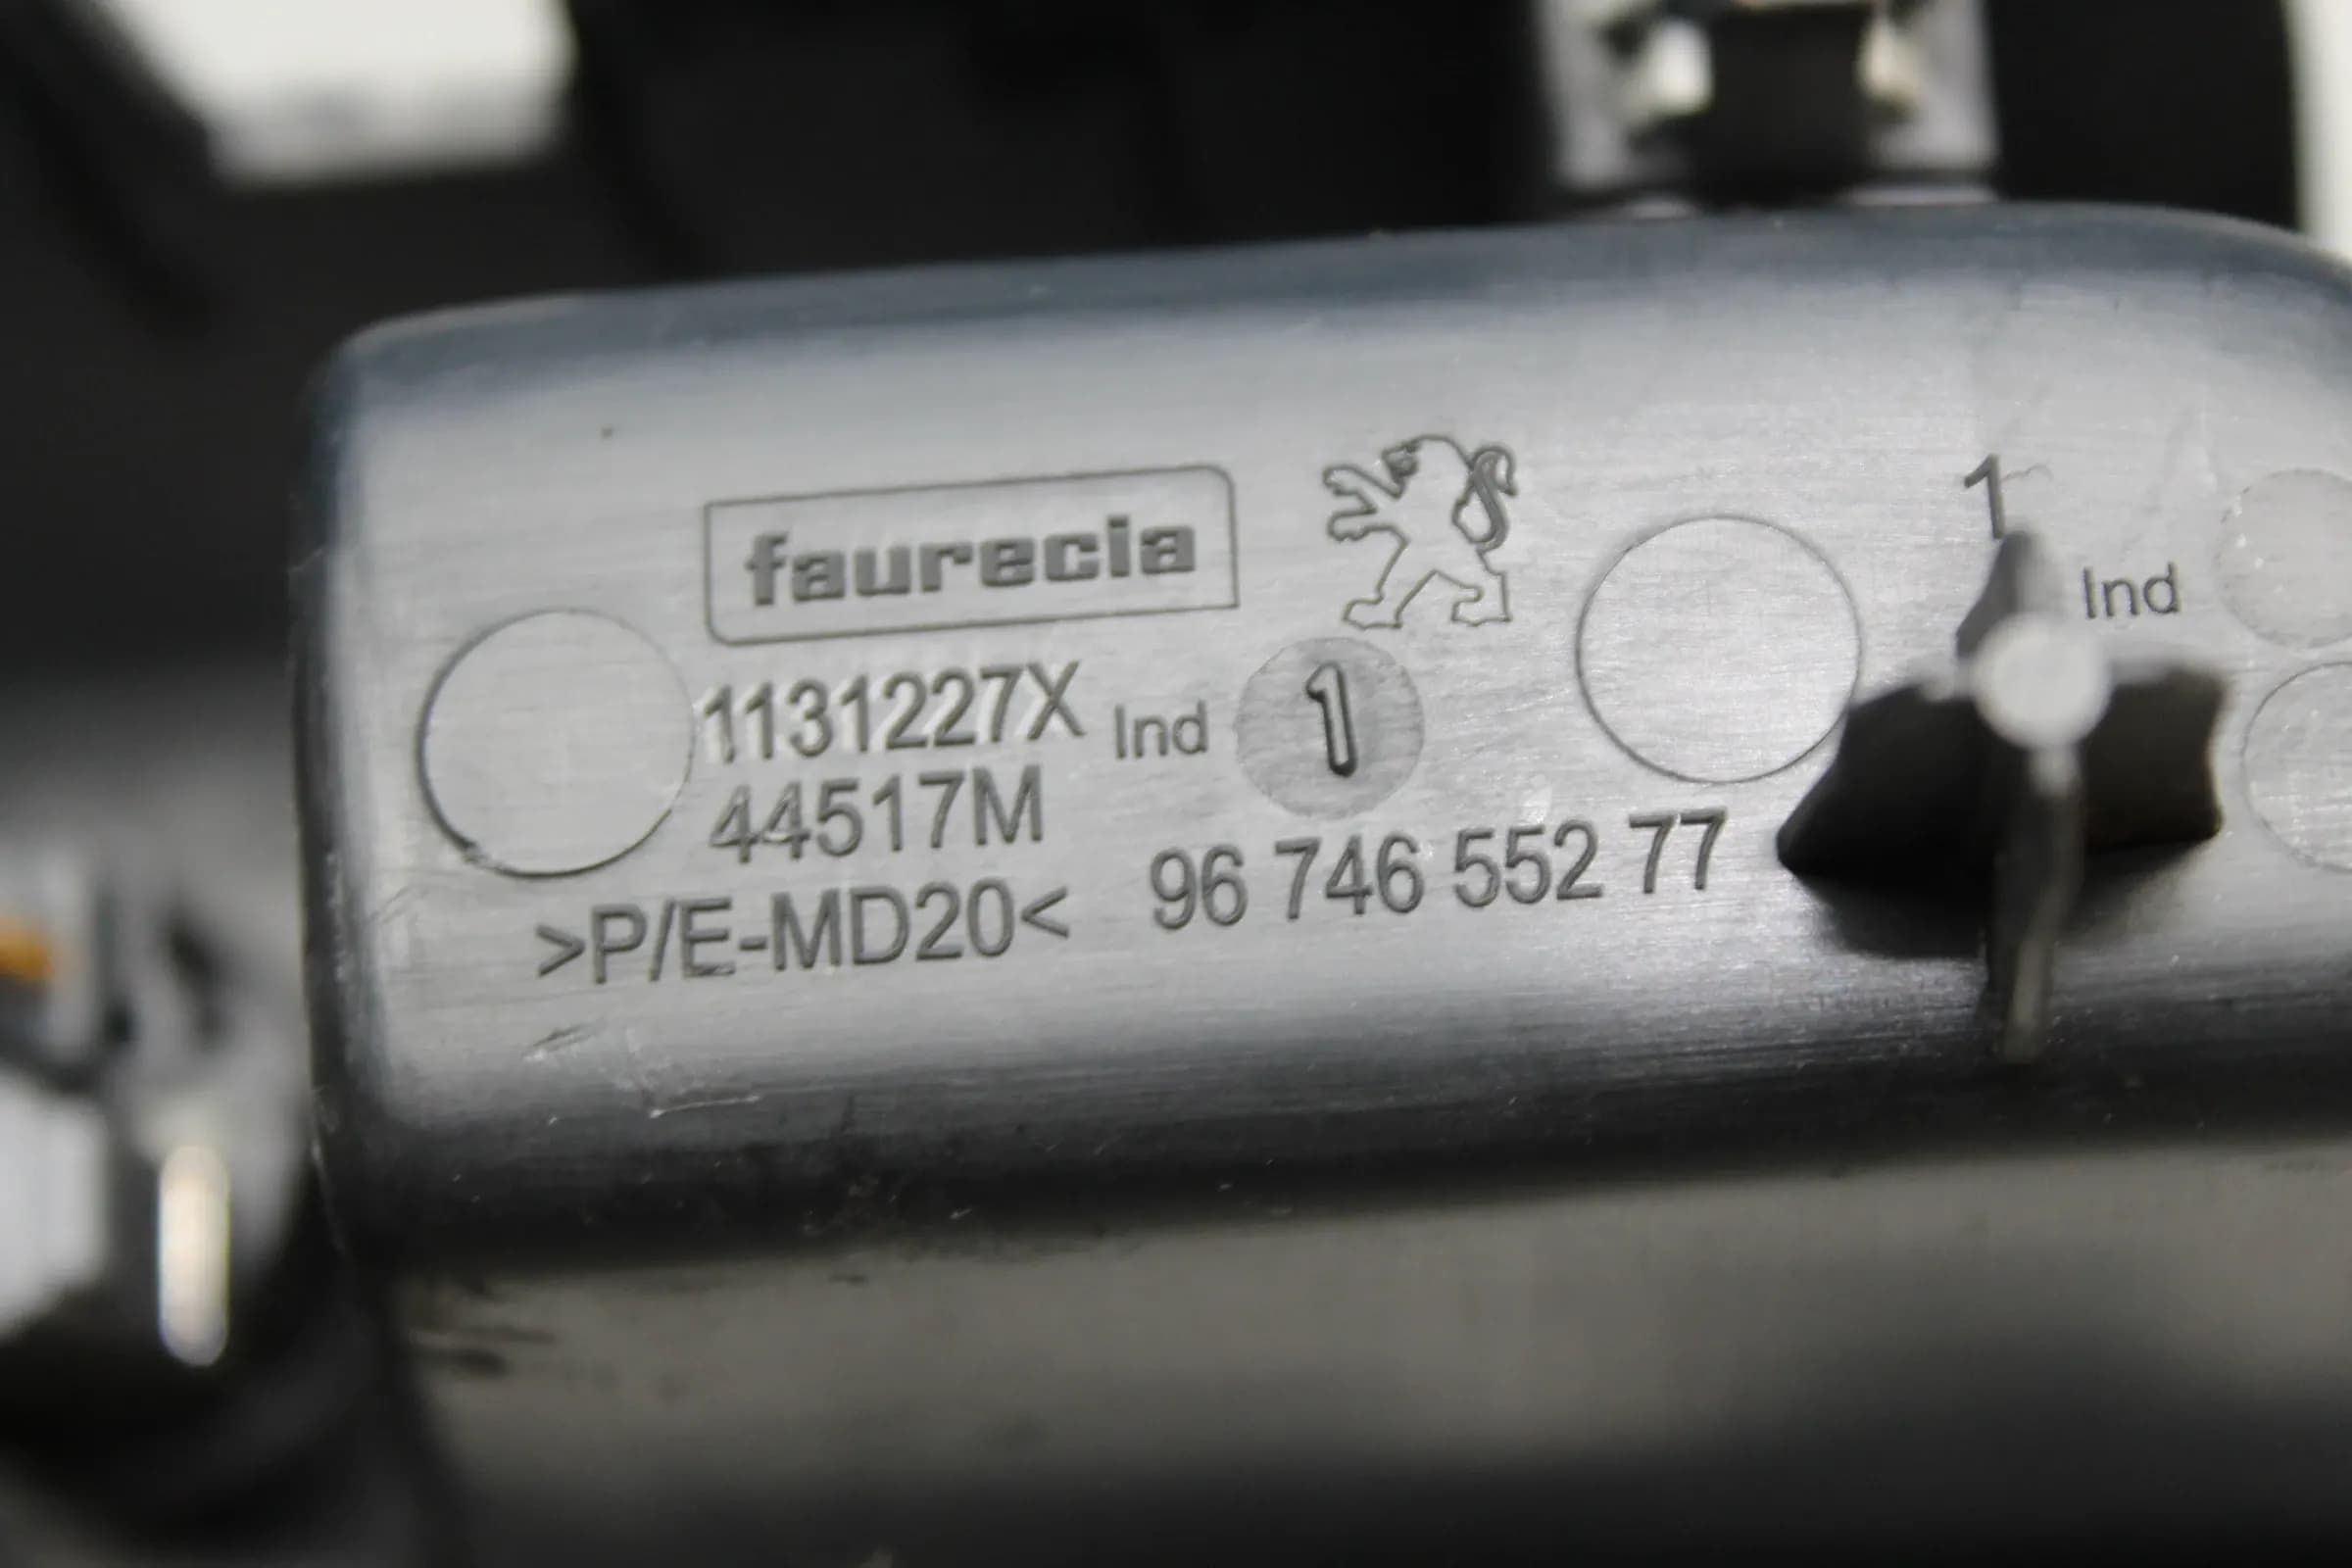 faurecia
1131227X Ind 1
44517M
>P/E-MD20< 96 746 552 77
1
Ind